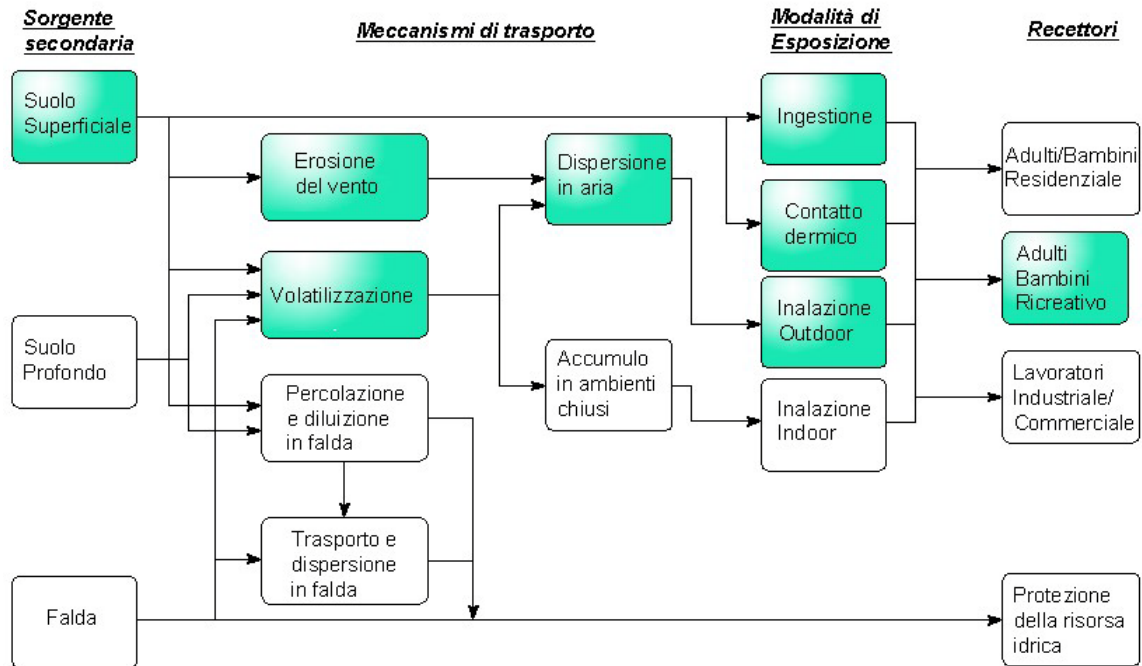 Sorgente
secondaria
Meccanismi di trasporto
Modalità di
Esposizione
Recettori
Suolo
Superficiale
Ingestione
Erosione
del vento
Dispersione
in aria
Adulti/Bambini
Residenziale
Contatto
dermico
Volatilizzazione
Adulti
Bambini
Ricreativo
Inalazione
Outdoor
Suolo
Profondo
Accumulo
in ambienti
chiusi
Percolazione
e diluizione
in falda
Inalazione
Indoor
Lavoratori
Industriale/
Commerciale
Trasporto e
dispersione
in falda
Falda
Protezione
della risorsa
idrica